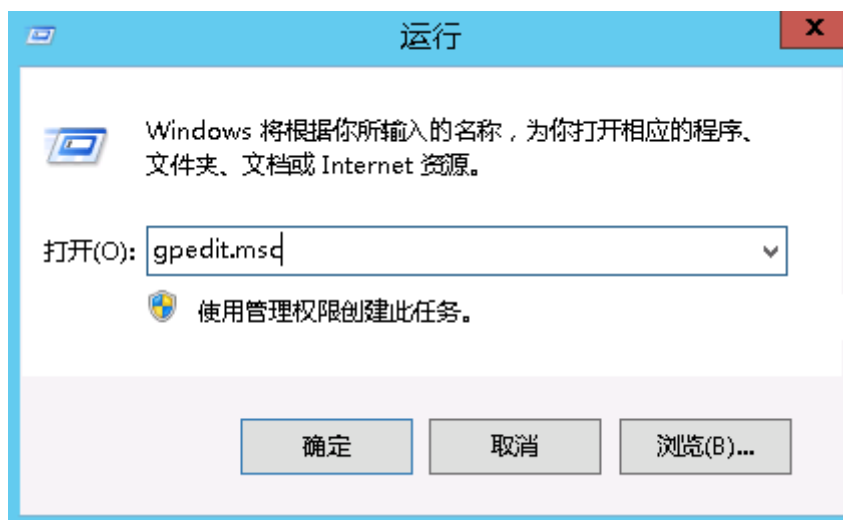 运行
Windows 将根据你所输入的名称，为你打开相应的程序、
文件夹、文档或 Internet 资源。
打开(O): gpedit.msc
使用管理权限创建此任务。
确定 取消 浏览(B)...